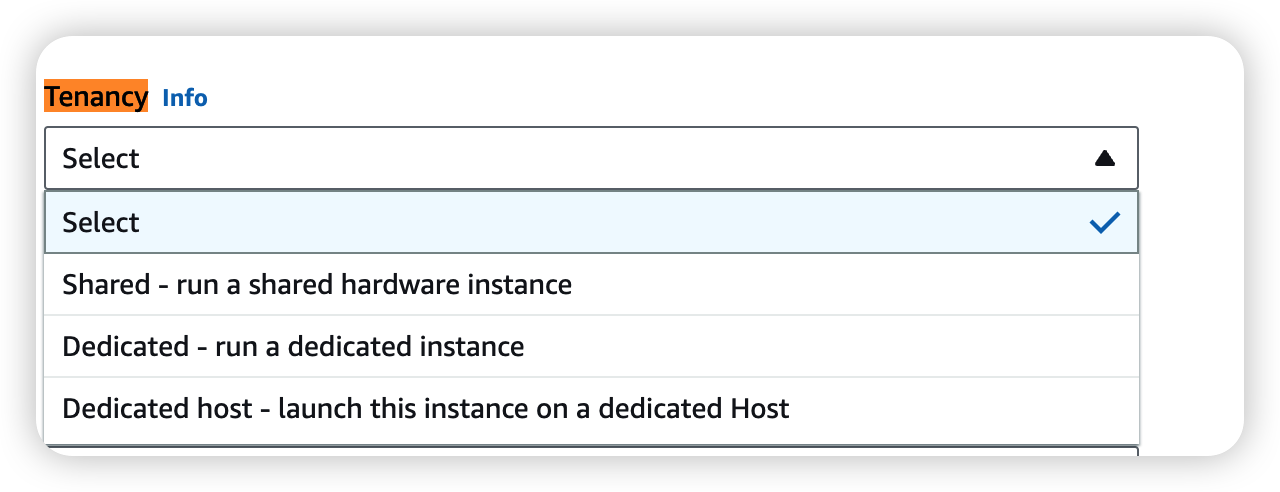 Tenancy Info
Select
Select
Shared - run a shared hardware instance
Dedicated - run a dedicated instance
Dedicated host - launch this instance on a dedicated Host